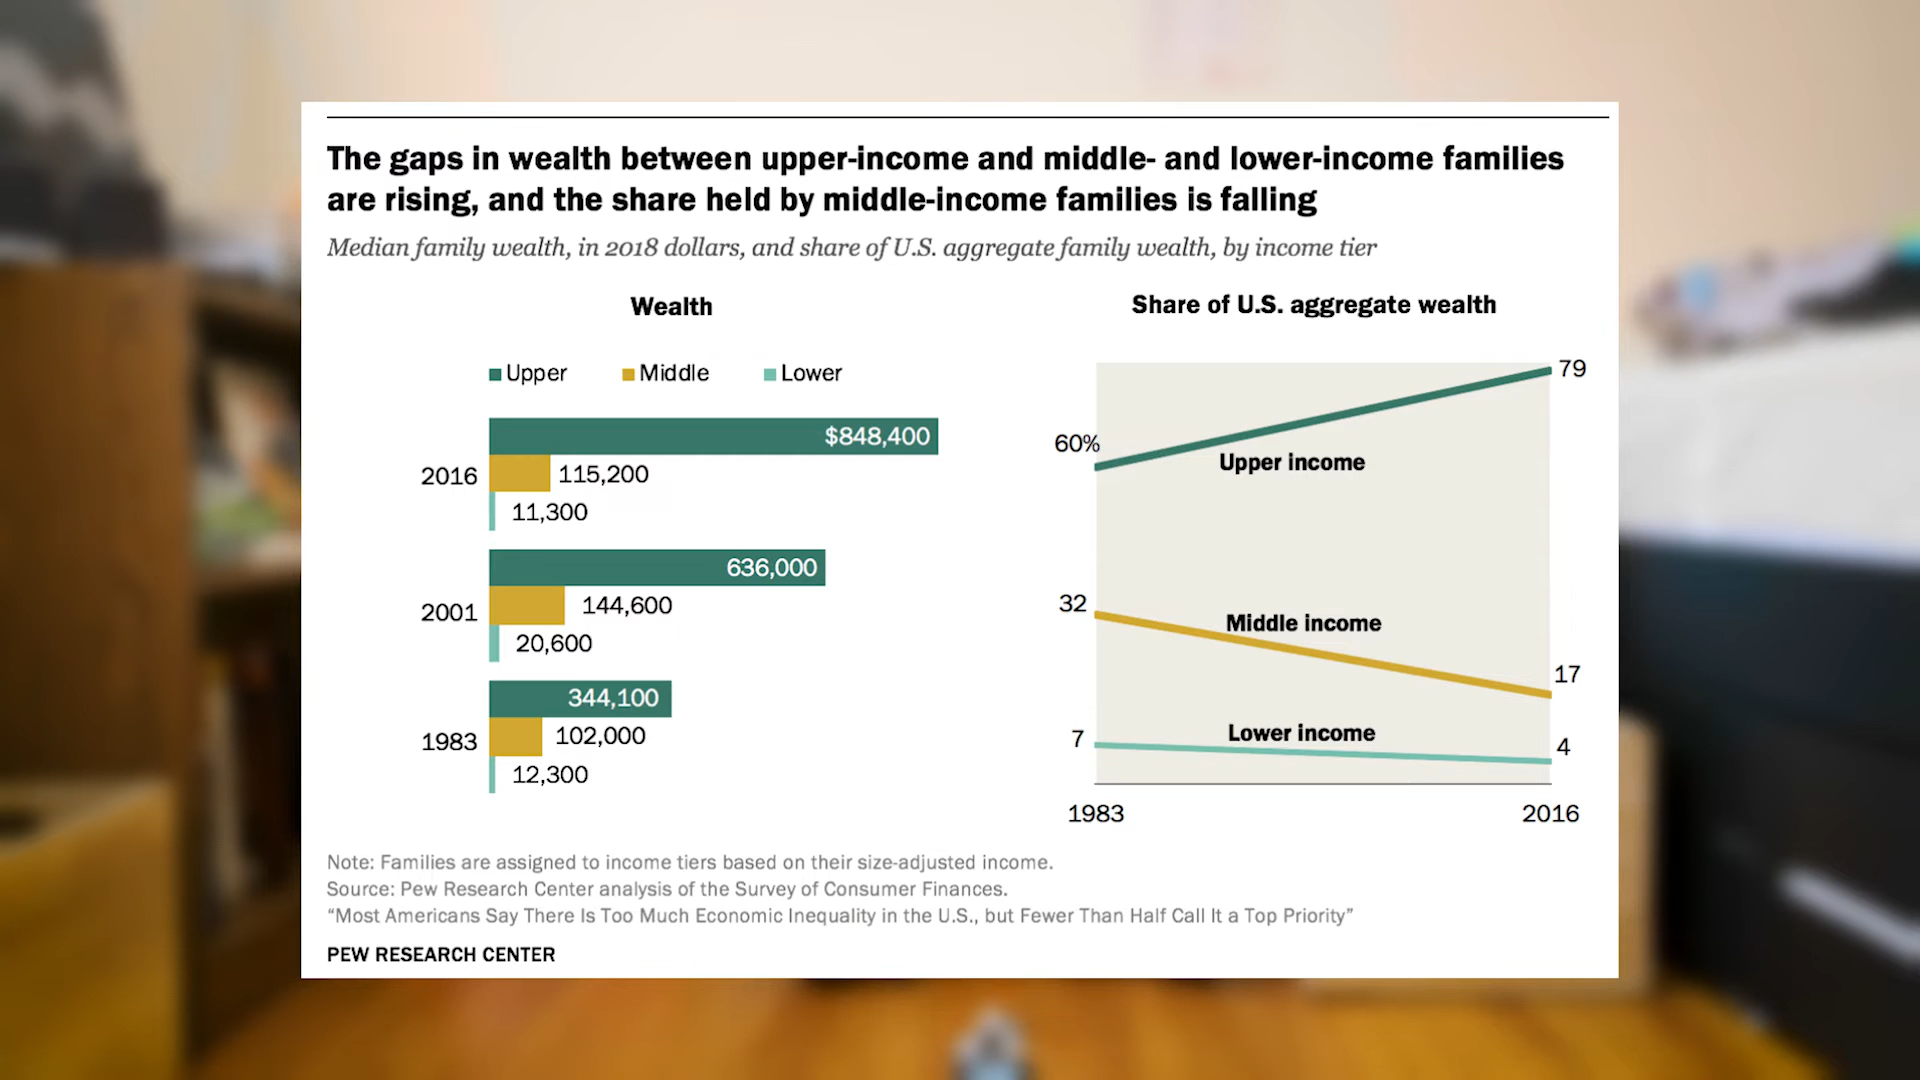 The gaps in wealth between upper-income and middle- and lower-income families
are rising, and the share held by middle-income families is falling
Median family wealth, in 2018 dollars, and share of U.S. aggregate family wealth, by income tier
Wealth
Upper Middle Lower
2016
$848,400
115,200
11,300
2001
636,000
144,600
20,600
1983
344,100
102,000
12,300
Share of U.S. aggregate wealth
79
60%
Upper income
32
Middle income
17
7
Lower income
4
1983 2016
Note: Families are assigned to income tiers based on their size-adjusted income.
Source: Pew Research Center analysis of the Survey of Consumer Finances.
“Most Americans Say There Is Too Much Economic Inequality in the U.S., but Fewer Than Half Call It a Top Priority”
PEW RESEARCH CENTER